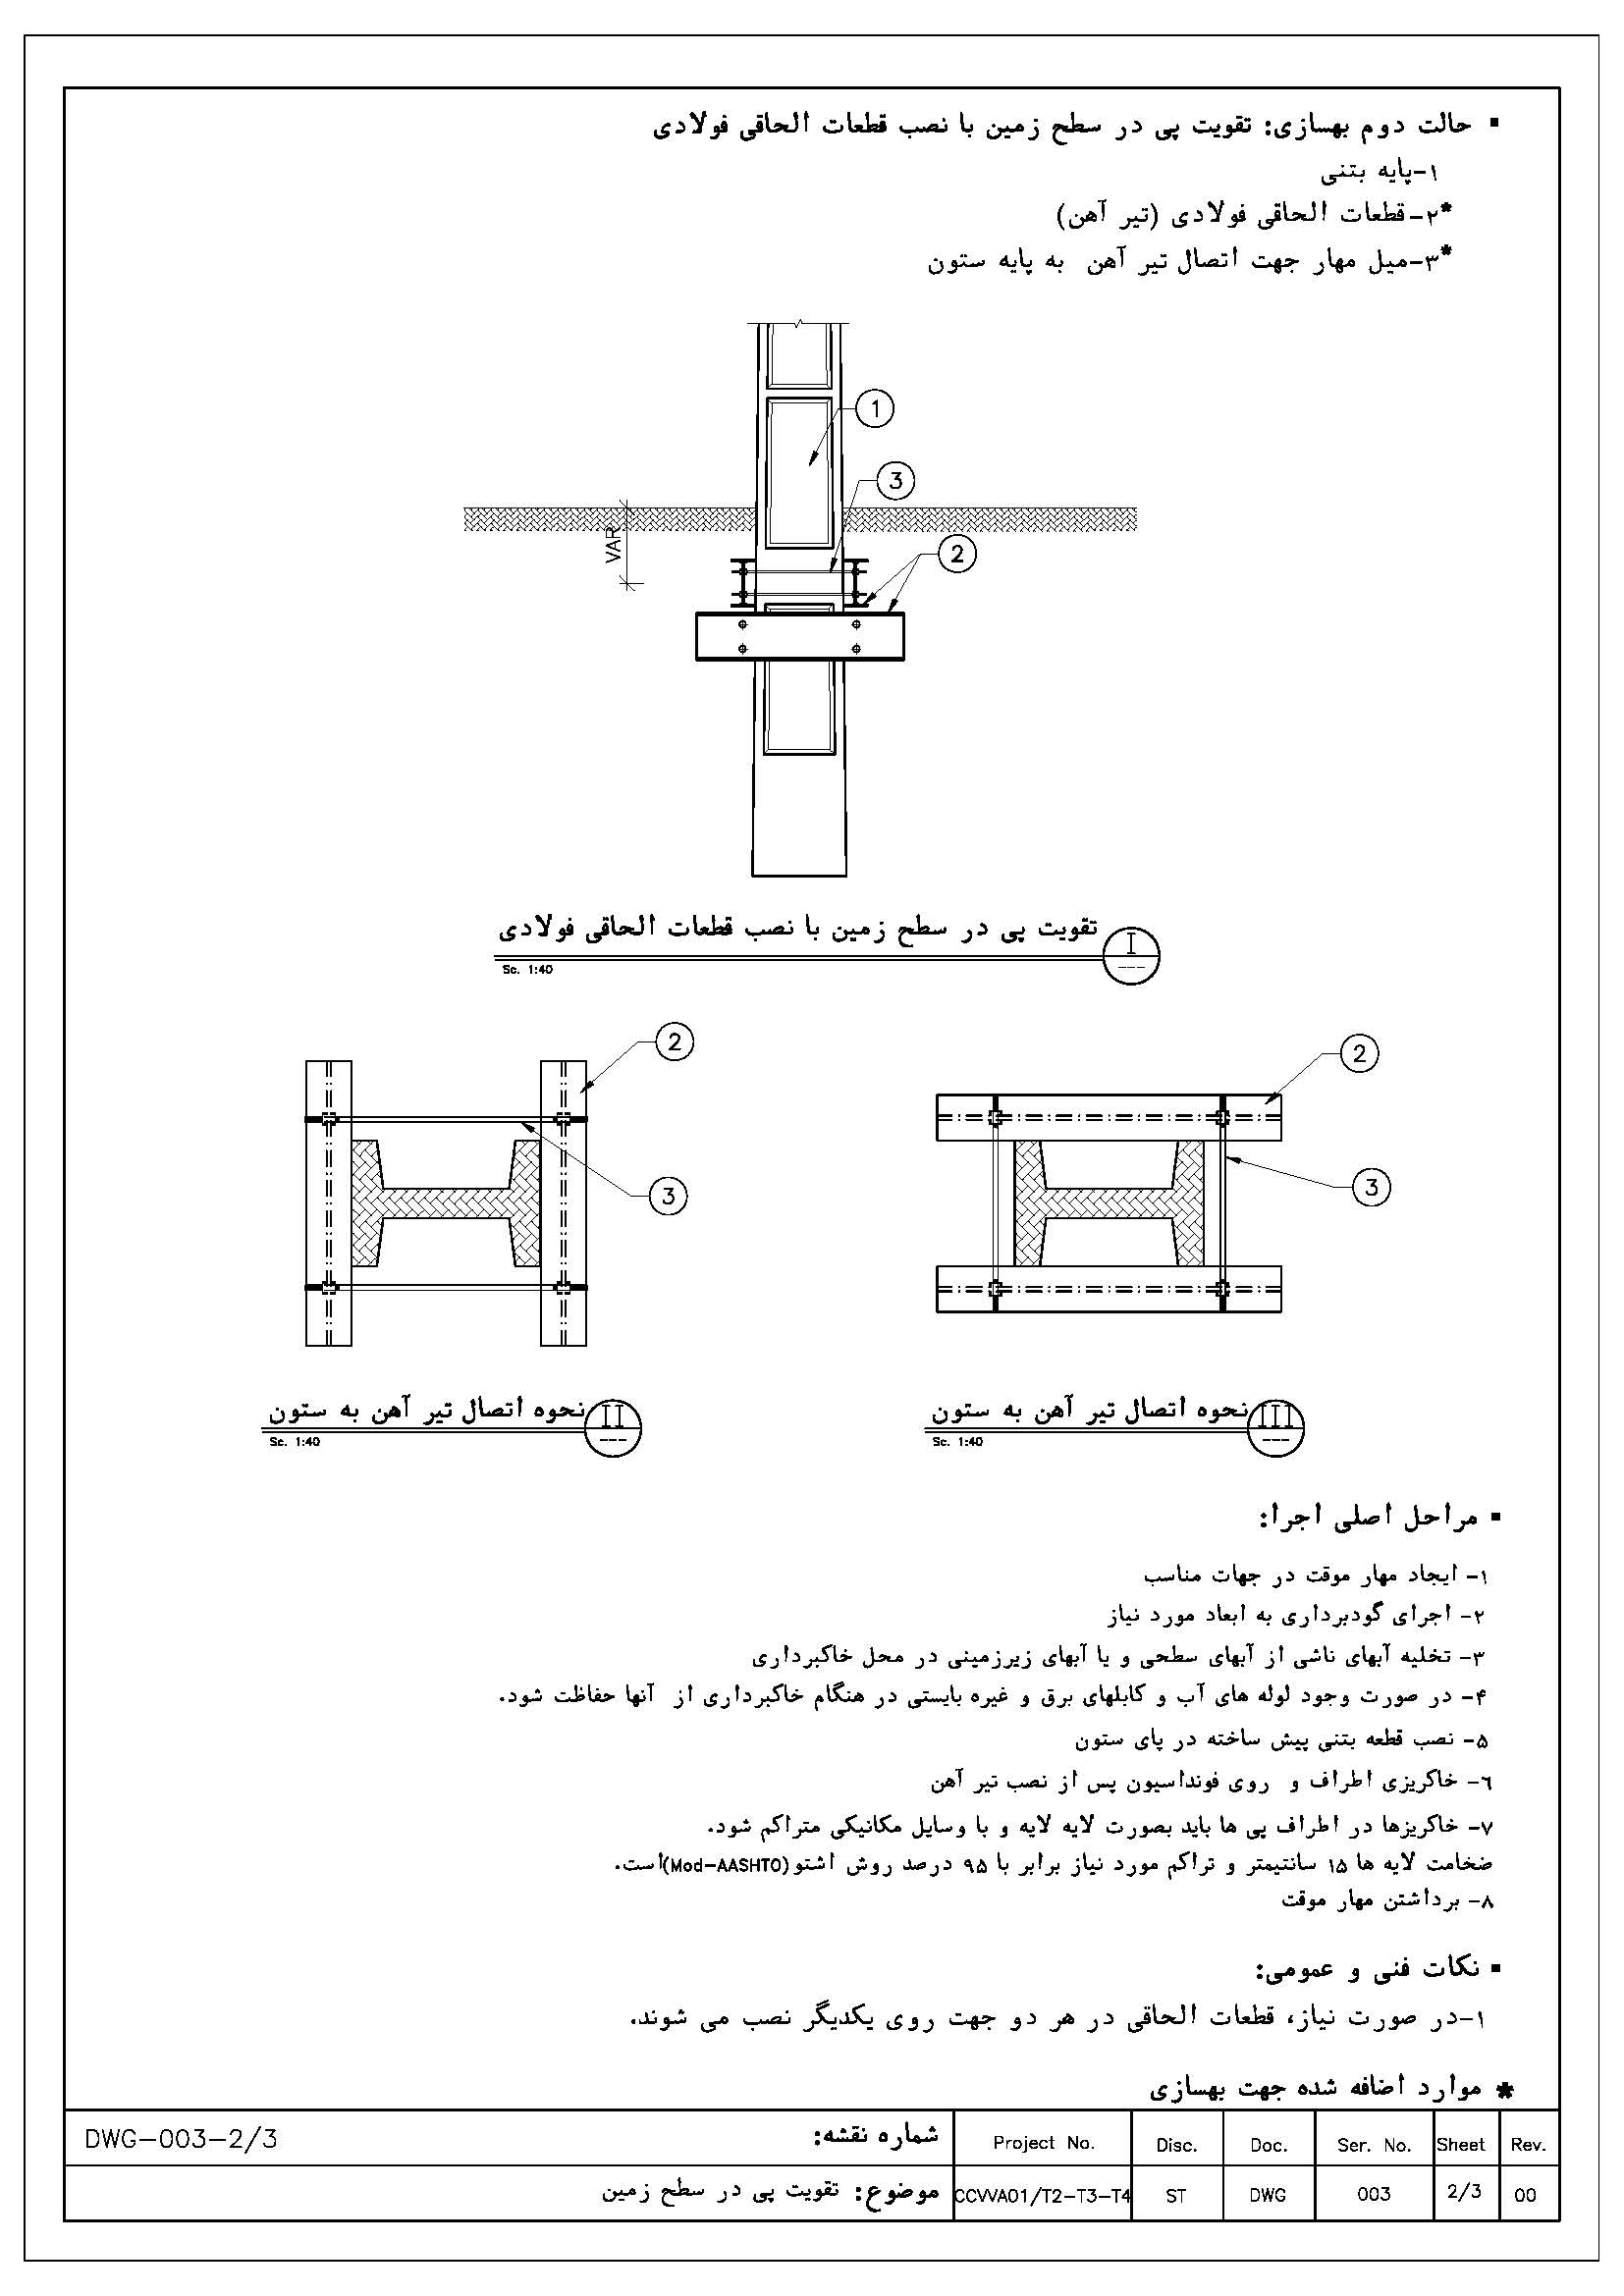 ▪ حالت دوم بهسازی: تقویت پی در سطح زمین با نصب قطعات الحاقی فولادی
۱-پایه بتنی
*۲-قطعات الحاقی فولادی (تیر آهن)
*۳-میل مهار جهت اتصال تیر آهن به پایه ستون
1
3
2
VAR
تقویت پی در سطح زمین با نصب قطعات الحاقی فولادی
I
---
Sc. 1:40
2
3
2
3
نحوه اتصال تیر آهن به ستون
II
---
Sc. 1:40
نحوه اتصال تیر آهن به ستون
III
---
Sc. 1:40
▪ مراحل اصلی اجرا:
۱- ایجاد مهار موقت در جهات مناسب
۲- اجرای گودبرداری به ابعاد مورد نیاز
۳- تخلیه آبهای ناشی از آبهای سطحی و یا آبهای زیرزمینی در محل خاکبرداری
۴- در صورت وجود لوله های آب و کابلهای برق و غیره بایستی در هنگام خاکبرداری از آنها حفاظت شود.
۵- نصب قطعه بتنی پیش ساخته در پای ستون
۶- خاکریزی اطراف و روی فونداسیون پس از نصب تیر آهن
۷- خاکریزها در اطراف پی ها باید بصورت لایه لایه و با وسایل مکانیکی متراکم شود.
ضخامت لایه ها ۱۵ سانتیمتر و تراکم مورد نیاز برابر با ۹۵ درصد روش اشتو(Mod-AASHTO)است.
۸- برداشتن مهار موقت
▪ نکات فنی و عمومی:
۱-در صورت نیاز، قطعات الحاقی در هر دو جهت روی یکدیگر نصب می شوند.
* موارد اضافه شده جهت بهسازی
شماره نقشه: DWG-003-2/3
Project No. Disc. Doc. Ser. No. Sheet Rev.
موضوع: تقویت پی در سطح زمین
CCVVA01/T2-T3-T4 ST DWG 003 2/3 00